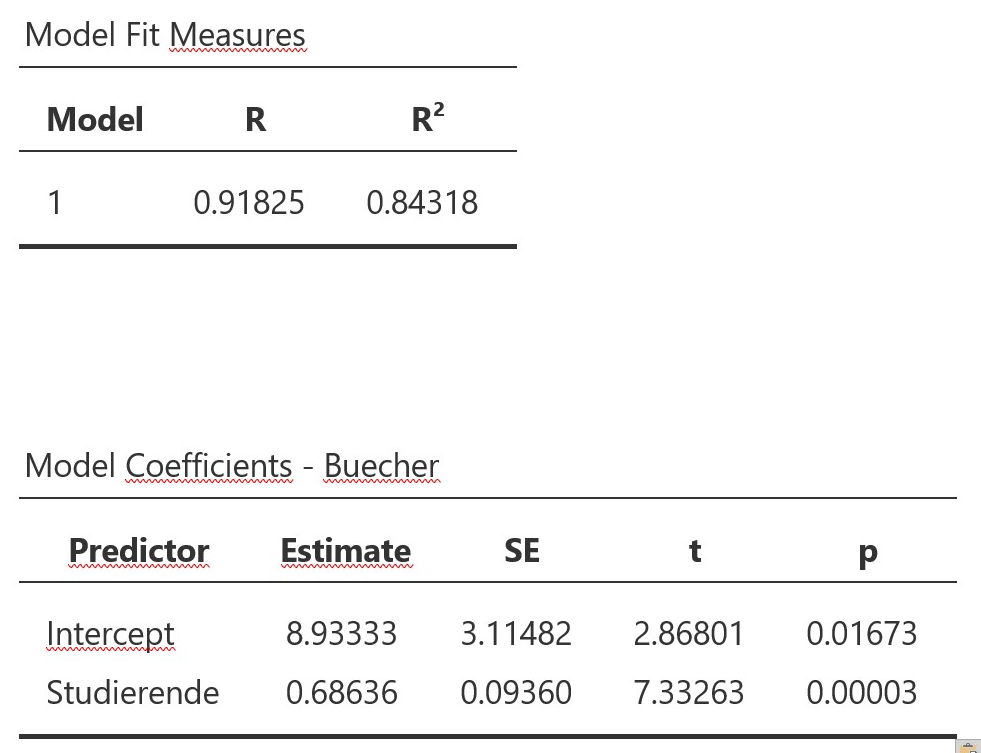 Model Fit Measures
Model R R²
1 0.91825 0.84318
Model Coefficients - Buecher
Predictor Estimate SE t p
Intercept 8.93333 3.11482 2.86801 0.01673
Studierende 0.68636 0.09360 7.33263 0.00003